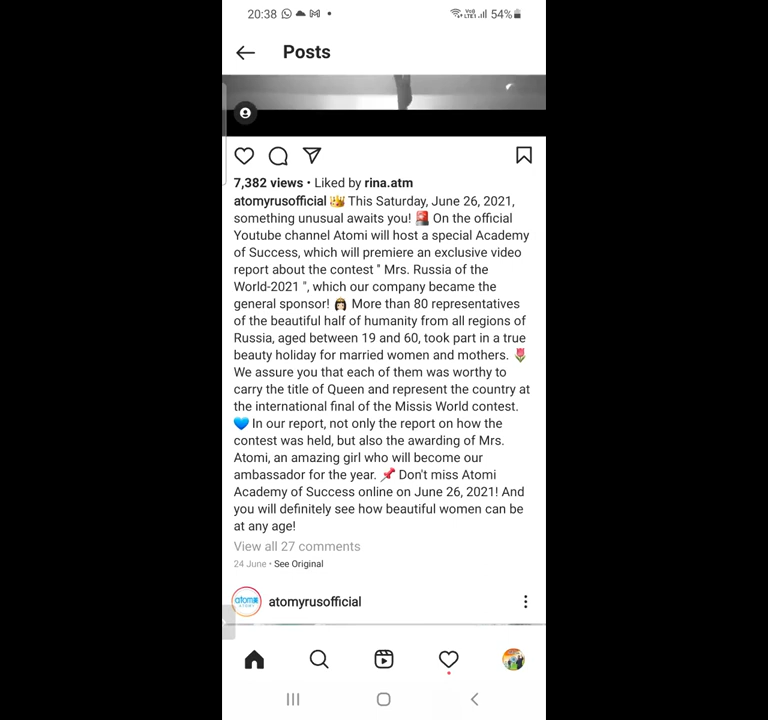 20:38
VoD LTE1 54%
Posts
7,382 views • Liked by rina.atm
atomyrusofficial 👑 This Saturday, June 26, 2021,
something unusual awaits you! 🚨 On the official
Youtube channel Atomi will host a special Academy
of Success, which will premiere an exclusive video
report about the contest " Mrs. Russia of the
World-2021 ", which our company became the
general sponsor! 👸 More than 80 representatives
of the beautiful half of humanity from all regions of
Russia, aged between 19 and 60, took part in a true
beauty holiday for married women and mothers. 🌷
We assure you that each of them was worthy to
carry the title of Queen and represent the country at
the international final of the Missis World contest.
💙 In our report, not only the report on how the
contest was held, but also the awarding of Mrs.
Atomi, an amazing girl who will become our
ambassador for the year. 📌 Don't miss Atomi
Academy of Success online on June 26, 2021! And
you will definitely see how beautiful women can be
at any age!
View all 27 comments
24 June • See Original
atomyrusofficial